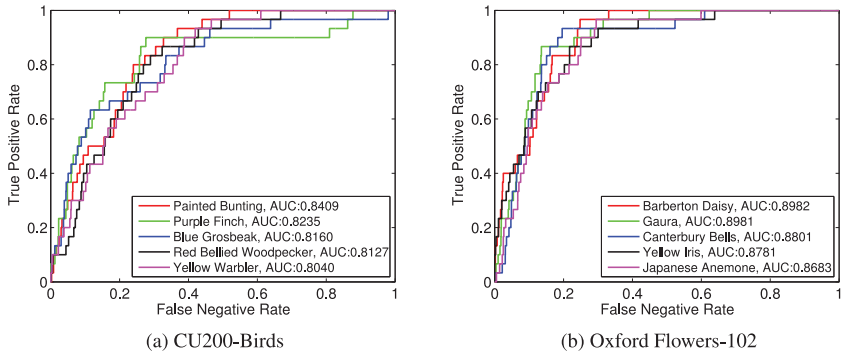 1
0.8
0.6
0.4
0.2
0
0 0.2 0.4 0.6 0.8 1
True Positive Rate
False Negative Rate
Painted Bunting, AUC:0.8409
Purple Finch, AUC:0.8235
Blue Grosbeak, AUC:0.8160
Red Bellied Woodpecker, AUC:0.8127
Yellow Warbler, AUC:0.8040
(a) CU200-Birds
1
0.8
0.6
0.4
0.2
0
0 0.2 0.4 0.6 0.8 1
True Positive Rate
False Negative Rate
Barberton Daisy, AUC:0.8982
Gaura, AUC:0.8981
Canterbury Bells, AUC:0.8801
Yellow Iris, AUC:0.8781
Japanese Anemone, AUC:0.8683
(b) Oxford Flowers-102